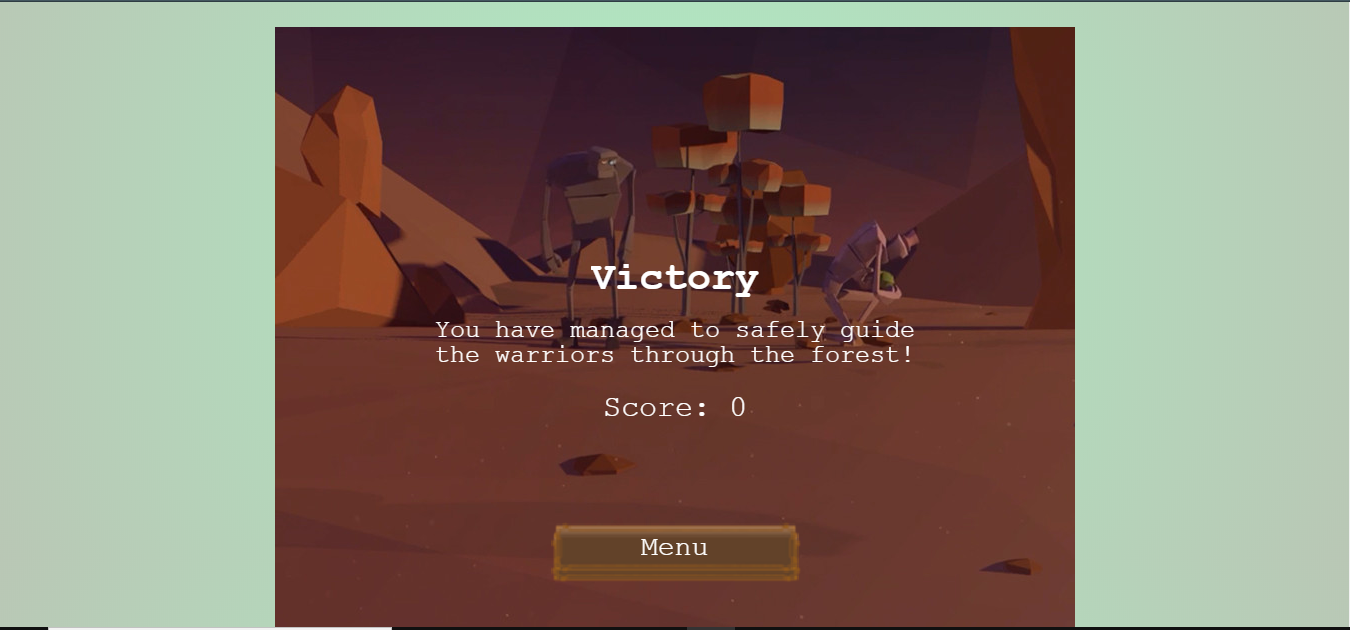 Victory
You have managed to safely guide
the warriors through the forest!
Score: 0
Menu